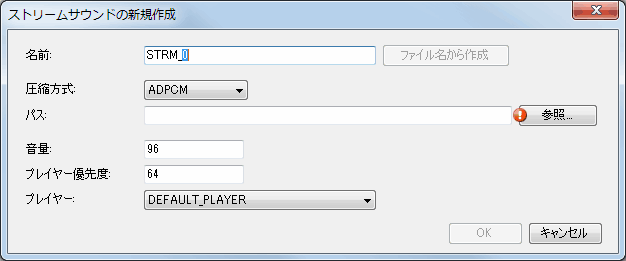 ストリームサウンドの新規作成
名前: STRM_0 ファイル名から作成
圧縮方式: ADPCM
パス: 参照...
音量: 96
プレイヤー優先度: 64
プレイヤー: DEFAULT_PLAYER
OK キャンセル